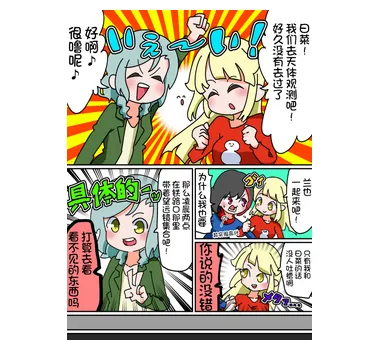 日菜！
我们去天体观测吧！
好久没有去过了
いぇ～い！
好啊♪
很噜呢♪
兰也
一起来吧！
为什么我也要
具体的～
那么凌晨两点
在铁路口那里
带着望远镜集合吧！
打算去看
看不见的东西吗
只有我和
日菜的话
没人吐槽啊
你说的没错